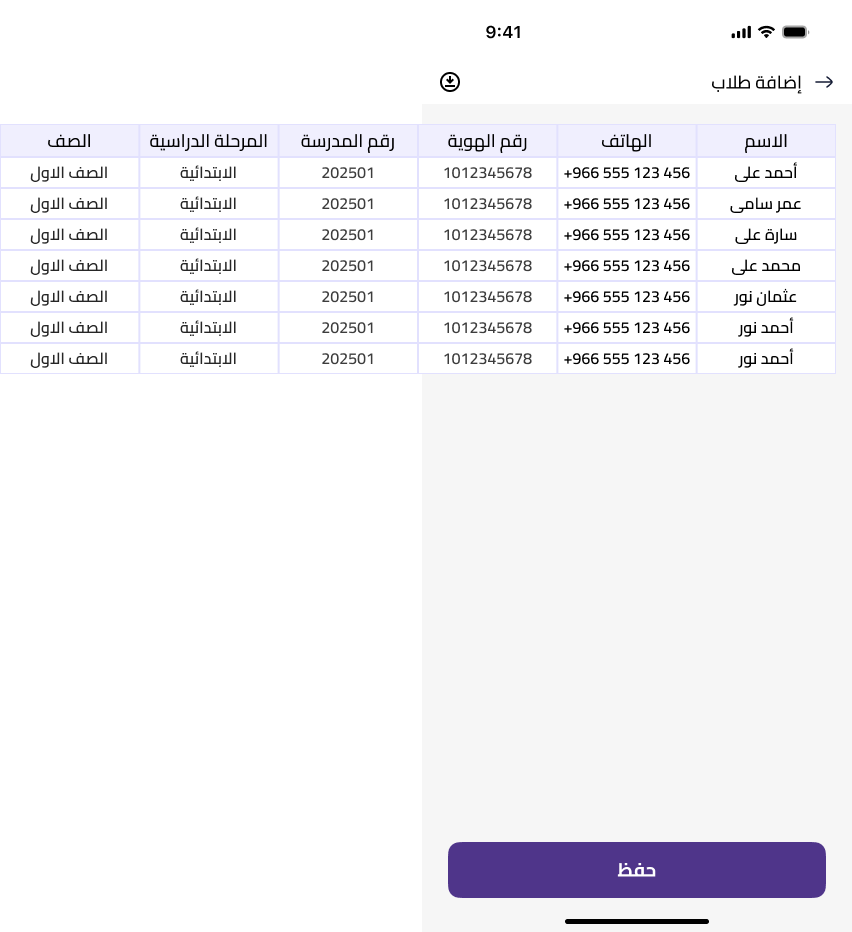 9:41
إضافة طلاب
الاسم الهاتف رقم الهوية رقم المدرسة المرحلة الدراسية الصف
أحمد على +966 555 123 456 1012345678 202501 الابتدائية الصف الاول
عمر سامى +966 555 123 456 1012345678 202501 الابتدائية الصف الاول
سارة على +966 555 123 456 1012345678 202501 الابتدائية الصف الاول
محمد على +966 555 123 456 1012345678 202501 الابتدائية الصف الاول
عثمان نور +966 555 123 456 1012345678 202501 الابتدائية الصف الاول
أحمد نور +966 555 123 456 1012345678 202501 الابتدائية الصف الاول
أحمد نور +966 555 123 456 1012345678 202501 الابتدائية الصف الاول
حفظ